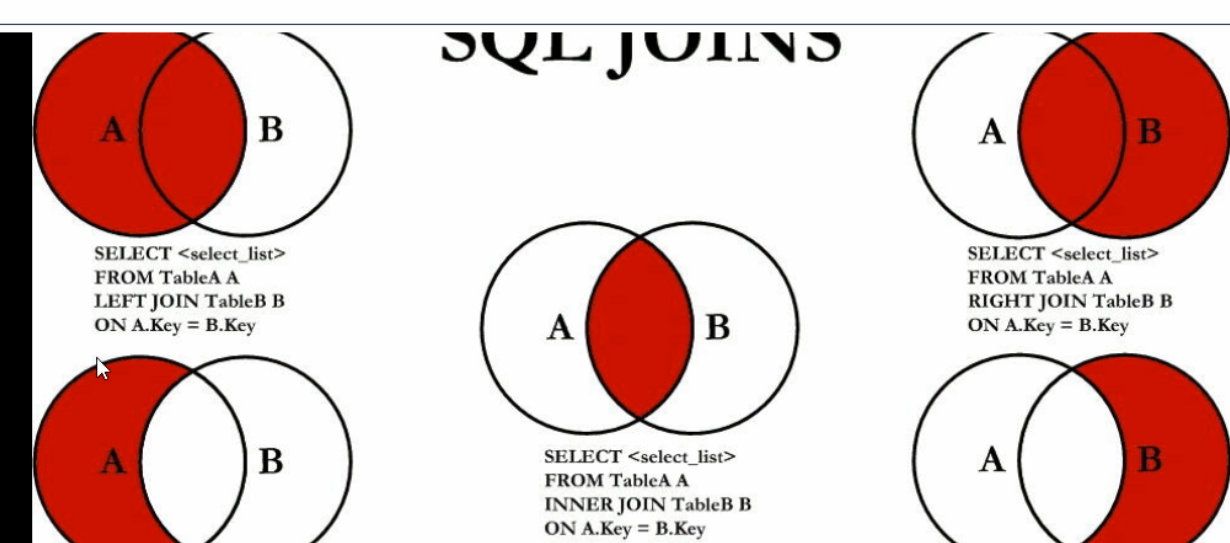 SQL JOINS
A B
SELECT <select_list>
FROM TableA A
LEFT JOIN TableB B
ON A.Key = B.Key
A B
SELECT <select_list>
FROM TableA A
RIGHT JOIN TableB B
ON A.Key = B.Key
A B
SELECT <select_list>
FROM TableA A
INNER JOIN TableB B
ON A.Key = B.Key
A B
A B